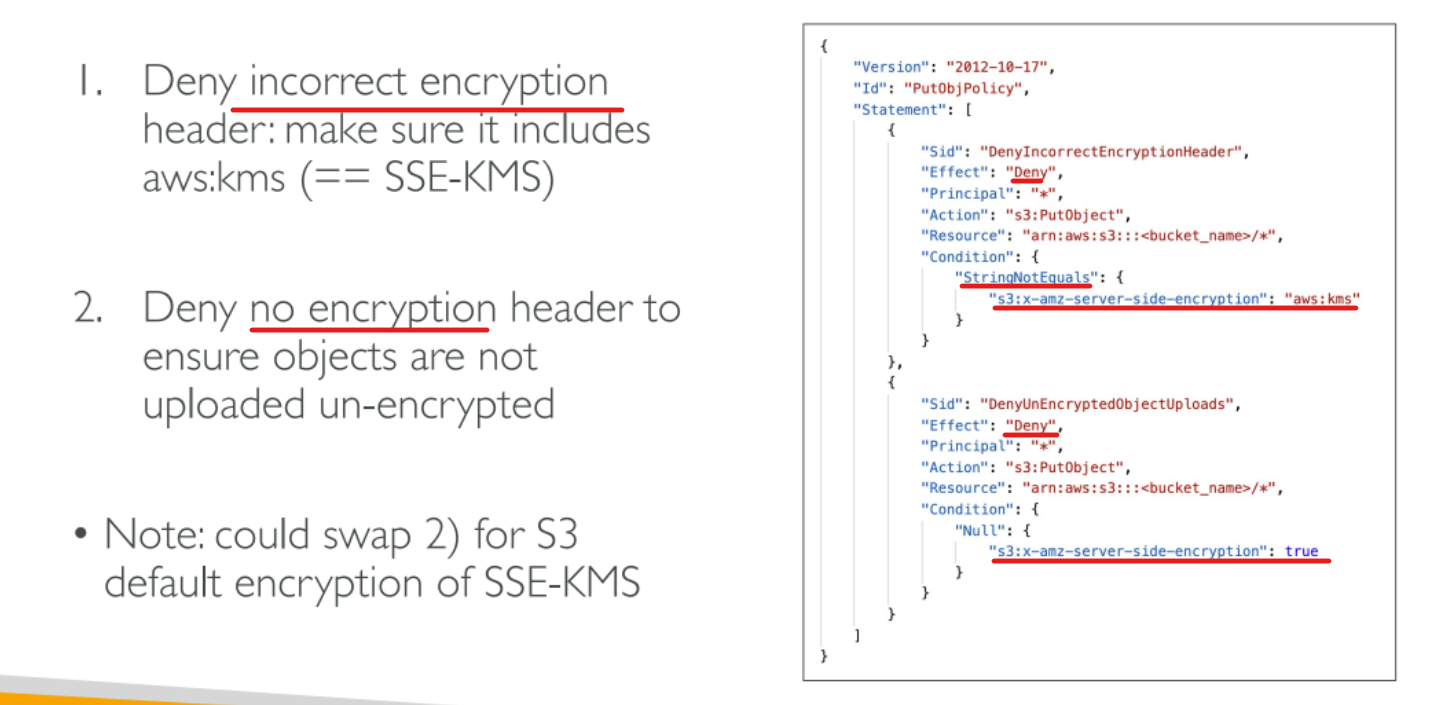 1. Deny incorrect encryption
header: make sure it includes
aws:kms (== SSE-KMS)
2. Deny no encryption header to
ensure objects are not
uploaded un-encrypted
• Note: could swap 2) for S3
default encryption of SSE-KMS
{
"Version": "2012-10-17",
"Id": "PutObjPolicy",
"Statement": [
{
"Sid": "DenyIncorrectEncryptionHeader",
"Effect": "Deny",
"Principal": "*",
"Action": "s3:PutObject",
"Resource": "arn:aws:s3:::<bucket_name>/*",
"Condition": {
"StringNotEquals": {
"s3:x-amz-server-side-encryption": "aws:kms"
}
}
},
{
"Sid": "DenyUnEncryptedObjectUploads",
"Effect": "Deny",
"Principal": "*",
"Action": "s3:PutObject",
"Resource": "arn:aws:s3:::<bucket_name>/*",
"Condition": {
"Null": {
"s3:x-amz-server-side-encryption": true
}
}
}
]
}